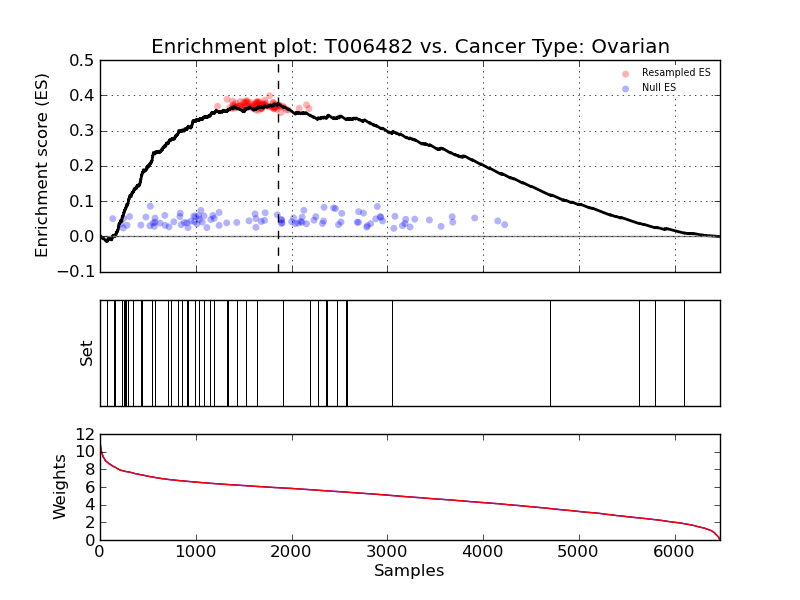 Enrichment plot: T006482 vs. Cancer Type: Ovarian
Enrichment score (ES)
0.5
0.4
0.3
0.2
0.1
0.0
−0.1
Resampled ES
Null ES
Set
Weights
12
10
8
6
4
2
0
0 1000 2000 3000 4000 5000 6000
Samples